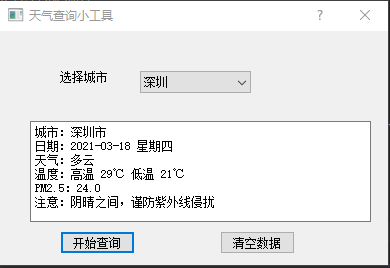 天气查询小工具
选择城市
深圳
城市：深圳市
日期：2021-03-18 星期四
天气：多云
温度：高温 29℃ 低温 21℃
PM2.5：24.0
注意：阴晴之间，谨防紫外线侵扰
开始查询
清空数据